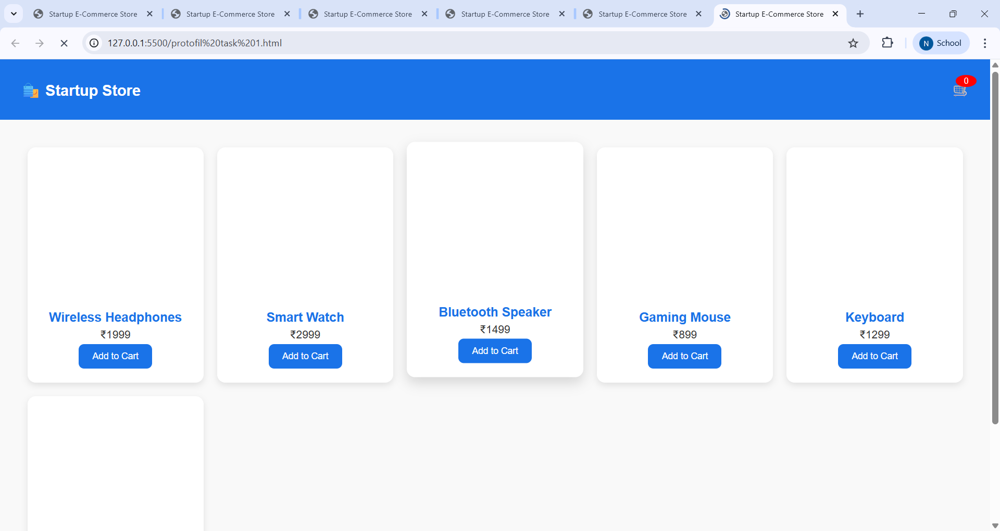 Startup E-Commerce Store
Startup E-Commerce Store
Startup E-Commerce Store
Startup E-Commerce Store
Startup E-Commerce Store
Startup E-Commerce Store
127.0.0.1:5500/protofil%20task%201.html
N
School
Startup Store
0
Wireless Headphones
₹1999
Add to Cart
Smart Watch
₹2999
Add to Cart
Bluetooth Speaker
₹1499
Add to Cart
Gaming Mouse
₹899
Add to Cart
Keyboard
₹1299
Add to Cart